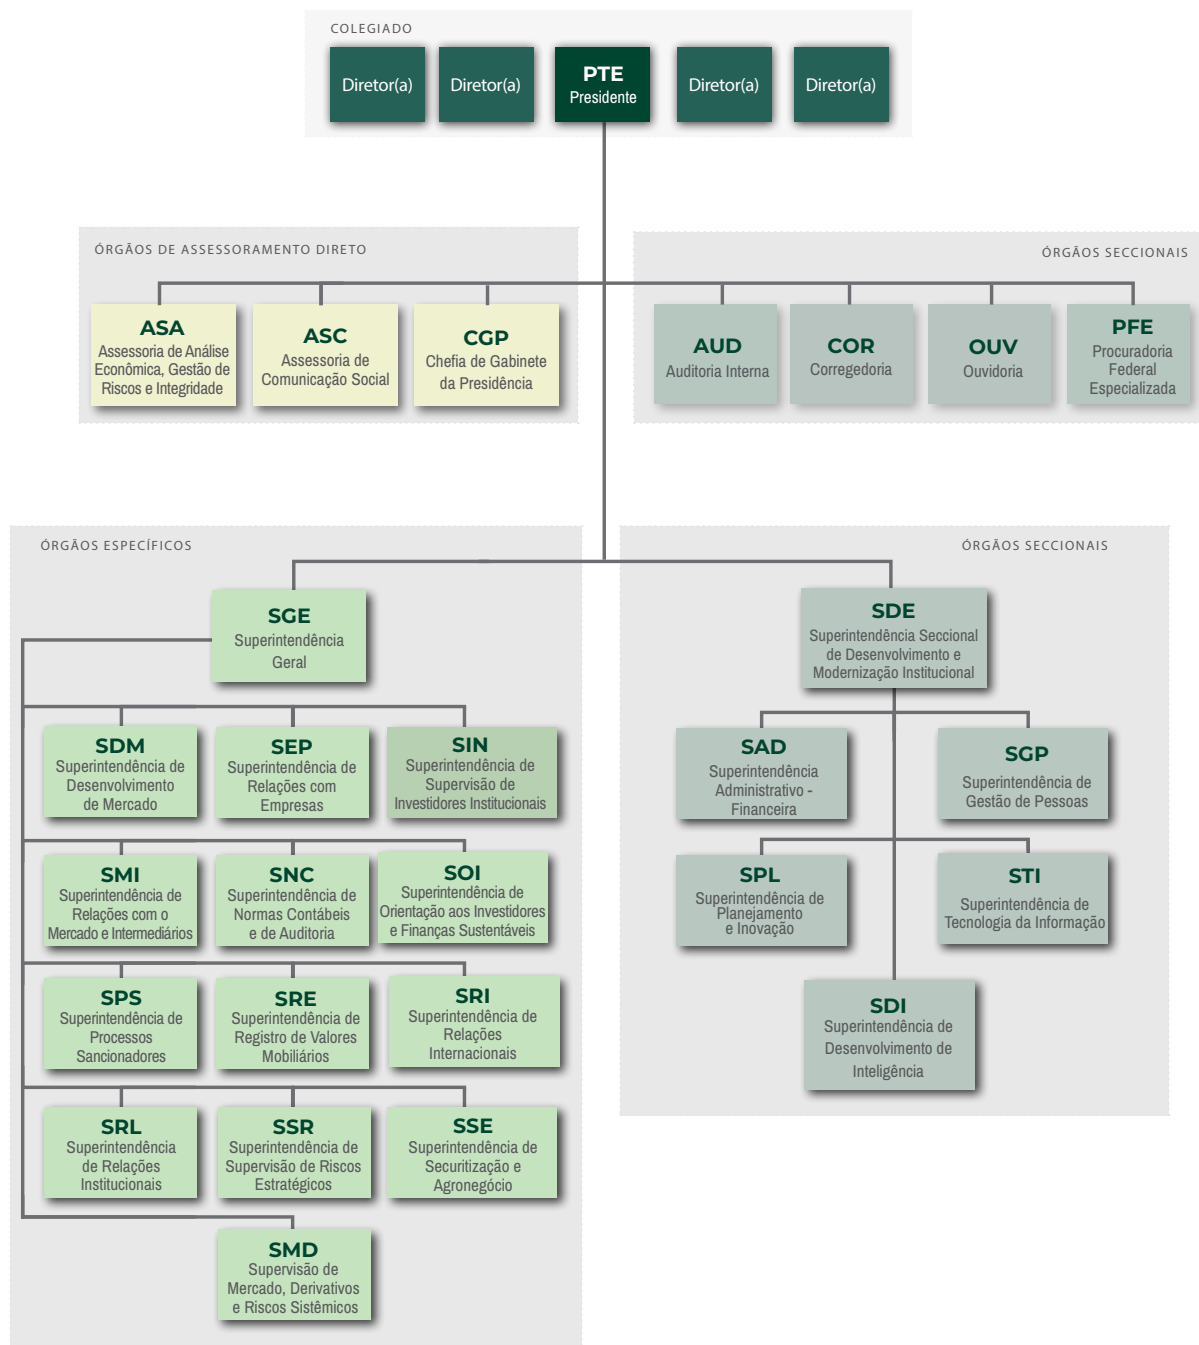 COLEGIADO
Diretor(a)
Diretor(a)
PTE
Presidente
Diretor(a)
Diretor(a)
ÓRGÃOS DE ASSESSORAMENTO DIRETO
ASA
Assessoria de Análise
Econômica, Gestão de
Riscos e Integridade
ASC
Assessoria de
Comunicação Social
CGP
Chefia de Gabinete
da Presidência
ÓRGÃOS SECCIONAIS
AUD
Auditoria Interna
COR
Corregedoria
OUV
Ouvidoria
PFE
Procuradoria
Federal
Especializada
ÓRGÃOS ESPECÍFICOS
SGE
Superintendência
Geral
SDM
Superintendência de
Desenvolvimento
de Mercado
SEP
Superintendência de
Relações com
Empresas
SIN
Superintendência de
Supervisão de
Investidores Institucionais
SMI
Superintendência de
Relações com o
Mercado e Intermediários
SNC
Superintendência de
Normas Contábeis
e de Auditoria
SOI
Superintendência de
Orientação aos Investidores
e Finanças Sustentáveis
SPS
Superintendência de
Processos
Sancionadores
SRE
Superintendência de
Registro de Valores
Mobiliários
SRI
Superintendência de
Relações
Internacionais
SRL
Superintendência
de Relações
Institucionais
SSR
Superintendência de
Supervisão de Riscos
Estratégicos
SSE
Superintendência de
Securitização e
Agronegócio
SMD
Supervisão de
Mercado, Derivativos
e Riscos Sistêmicos
ÓRGÃOS SECCIONAIS
SDE
Superintendência Seccional
de Desenvolvimento e
Modernização Institucional
SAD
Superintendência
Administrativo -
Financeira
SGP
Superintendência de
Gestão de Pessoas
SPL
Superintendência de
Planejamento
e Inovação
STI
Superintendência de
Tecnologia da Informação
SDI
Superintendência de
Desenvolvimento de
Inteligência